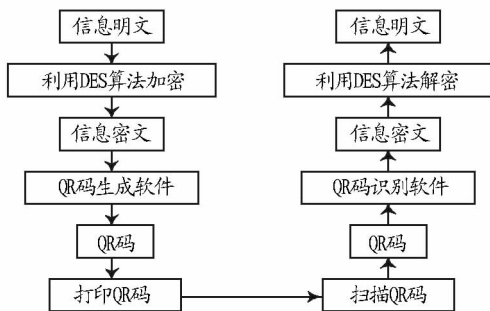 信息明文
利用DES算法加密
信息密文
QR码生成软件
QR码
打印QR码
信息明文
利用DES算法解密
信息密文
QR码识别软件
QR码
扫描QR码